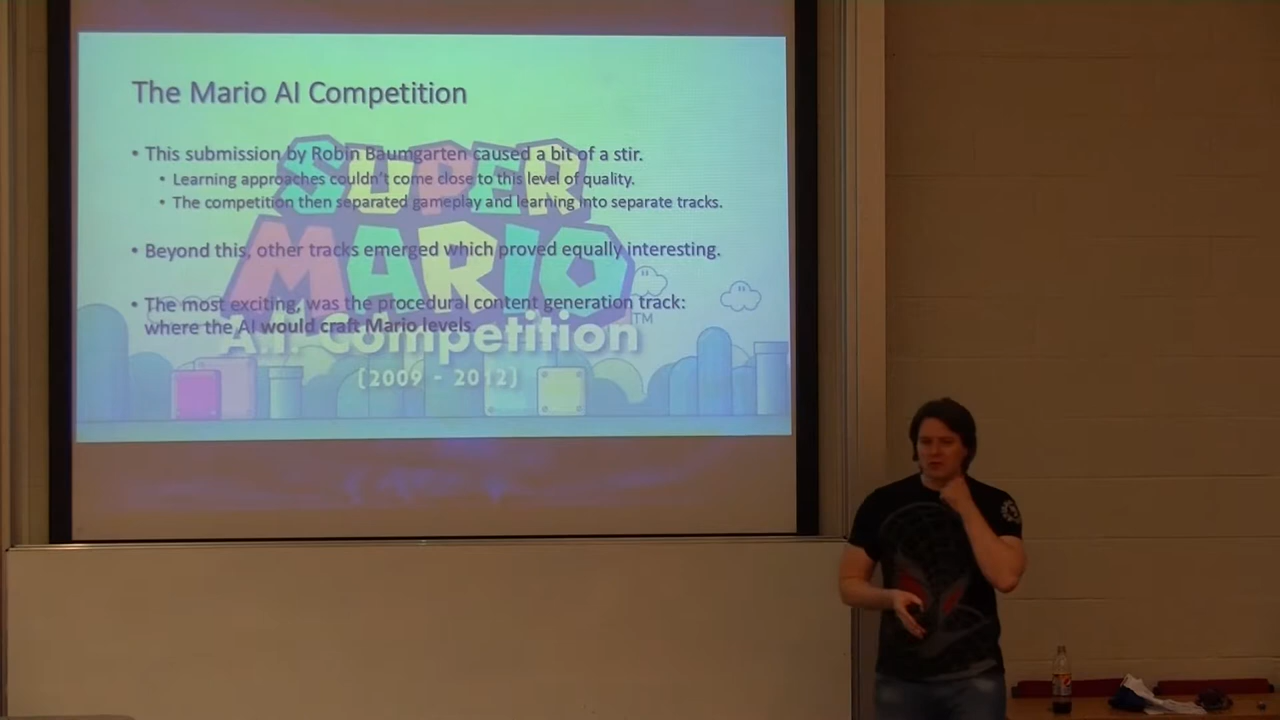 The Mario AI Competition
• This submission by Robin Baumgarten caused a bit of a stir.
• Learning approaches couldn't come close to this level of quality.
• The competition then separated gameplay and learning into separate tracks.
• Beyond this, other tracks emerged which proved equally interesting.
• The most exciting, was the procedural content generation track:
where the AI would craft Mario levels.
SUPER
MARIO
TM
A.I. Competition
(2009 - 2012)